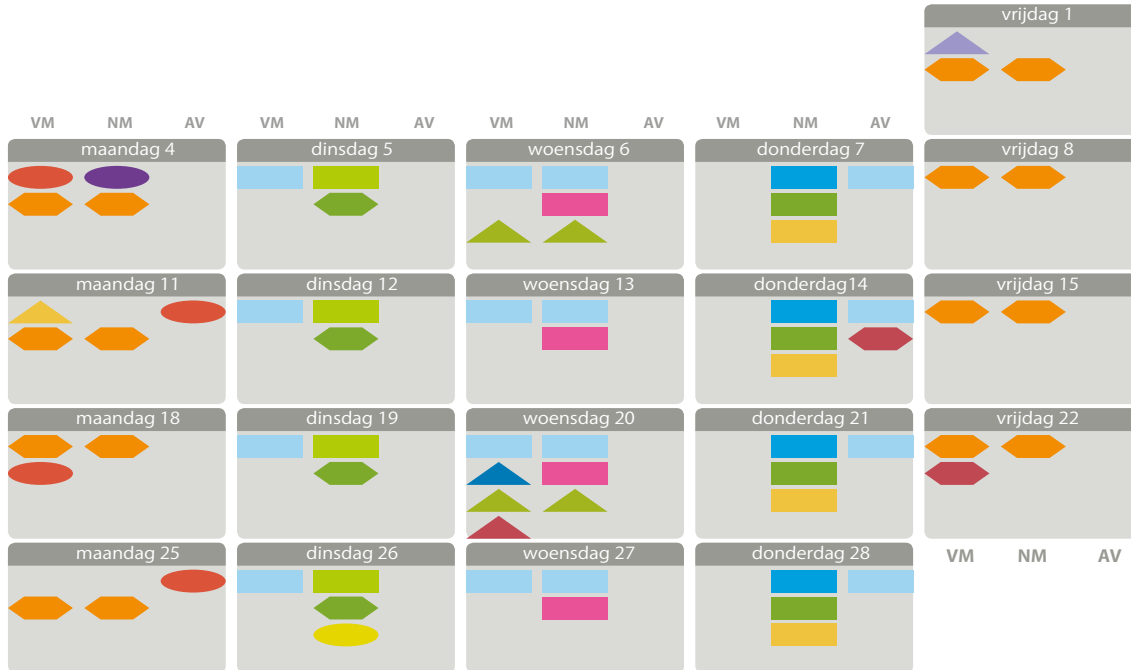 vrijdag 1
VM NM AV VM NM AV VM NM AV VM NM AV
maandag 4 dinsdag 5 woensdag 6 donderdag 7 vrijdag 8
maandag 11 dinsdag 12 woensdag 13 donderdag14 vrijdag 15
maandag 18 dinsdag 19 woensdag 20 donderdag 21 vrijdag 22
maandag 25 dinsdag 26 woensdag 27 donderdag 28
VM NM AV